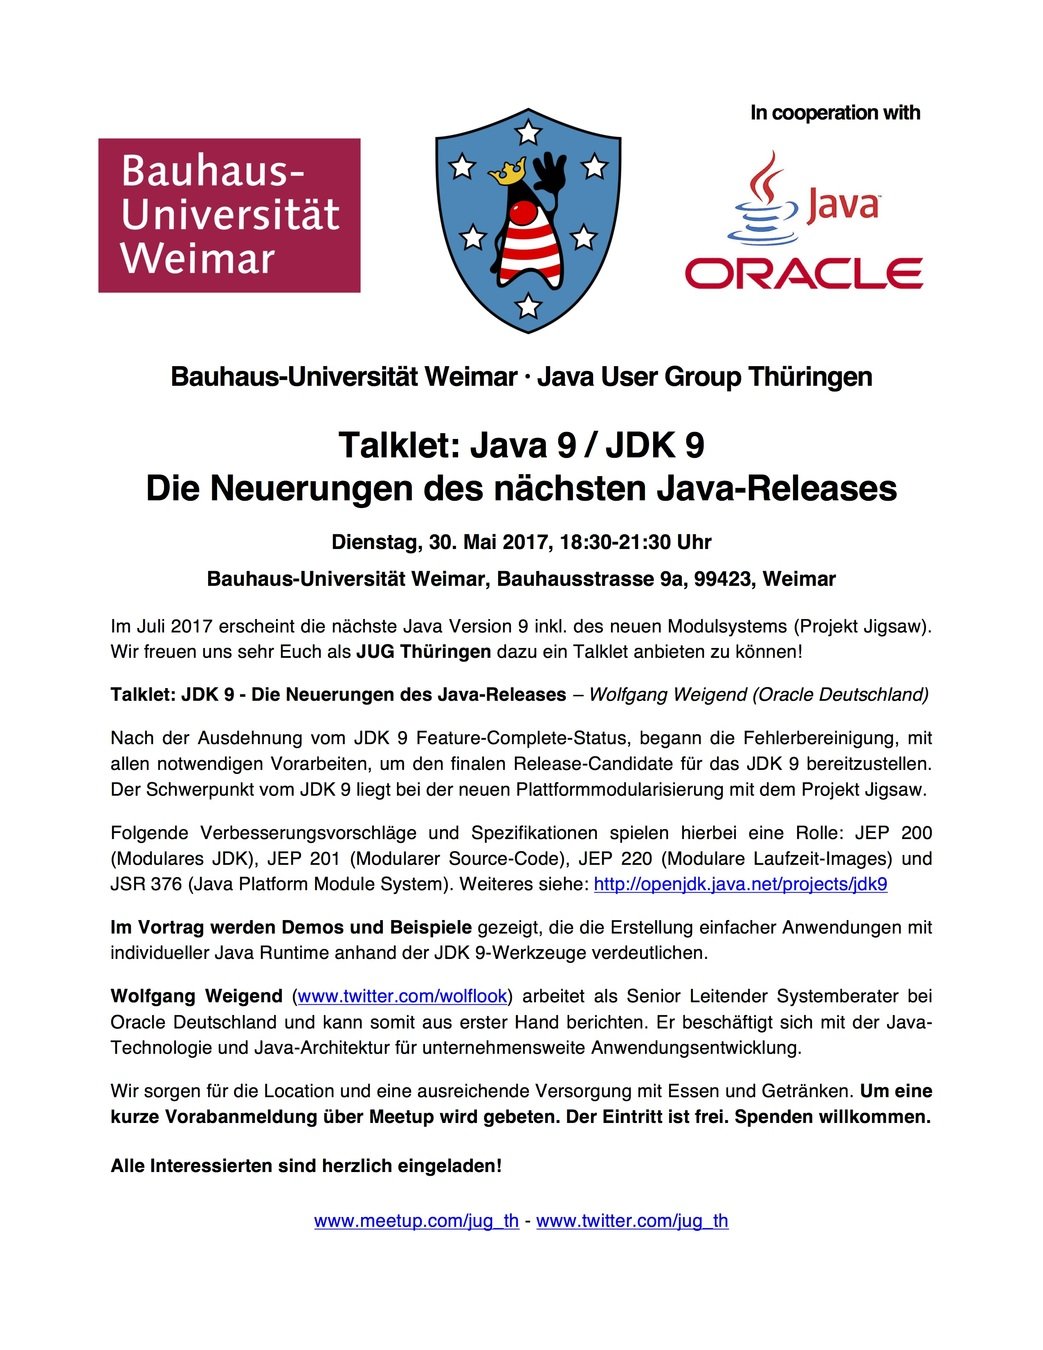 In cooperation with
Bauhaus-
Universität
Weimar
Java™
ORACLE
Bauhaus-Universität Weimar · Java User Group Thüringen
Talklet: Java 9 / JDK 9
Die Neuerungen des nächsten Java-Releases
Dienstag, 30. Mai 2017, 18:30-21:30 Uhr
Bauhaus-Universität Weimar, Bauhausstrasse 9a, 99423, Weimar
Im Juli 2017 erscheint die nächste Java Version 9 inkl. des neuen Modulsystems (Projekt Jigsaw).
Wir freuen uns sehr Euch als JUG Thüringen dazu ein Talklet anbieten zu können!
Talklet: JDK 9 - Die Neuerungen des Java-Releases – Wolfgang Weigend (Oracle Deutschland)
Nach der Ausdehnung vom JDK 9 Feature-Complete-Status, begann die Fehlerbereinigung, mit
allen notwendigen Vorarbeiten, um den finalen Release-Candidate für das JDK 9 bereitzustellen.
Der Schwerpunkt vom JDK 9 liegt bei der neuen Plattformmodularisierung mit dem Projekt Jigsaw.
Folgende Verbesserungsvorschläge und Spezifikationen spielen hierbei eine Rolle: JEP 200
(Modulares JDK), JEP 201 (Modularer Source-Code), JEP 220 (Modulare Laufzeit-Images) und
JSR 376 (Java Platform Module System). Weiteres siehe: http://openjdk.java.net/projects/jdk9
Im Vortrag werden Demos und Beispiele gezeigt, die die Erstellung einfacher Anwendungen mit
individueller Java Runtime anhand der JDK 9-Werkzeuge verdeutlichen.
Wolfgang Weigend (www.twitter.com/wolflook) arbeitet als Senior Leitender Systemberater bei
Oracle Deutschland und kann somit aus erster Hand berichten. Er beschäftigt sich mit der Java-
Technologie und Java-Architektur für unternehmensweite Anwendungsentwicklung.
Wir sorgen für die Location und eine ausreichende Versorgung mit Essen und Getränken. Um eine
kurze Vorabanmeldung über Meetup wird gebeten. Der Eintritt ist frei. Spenden willkommen.
Alle Interessierten sind herzlich eingeladen!
www.meetup.com/jug_th - www.twitter.com/jug_th